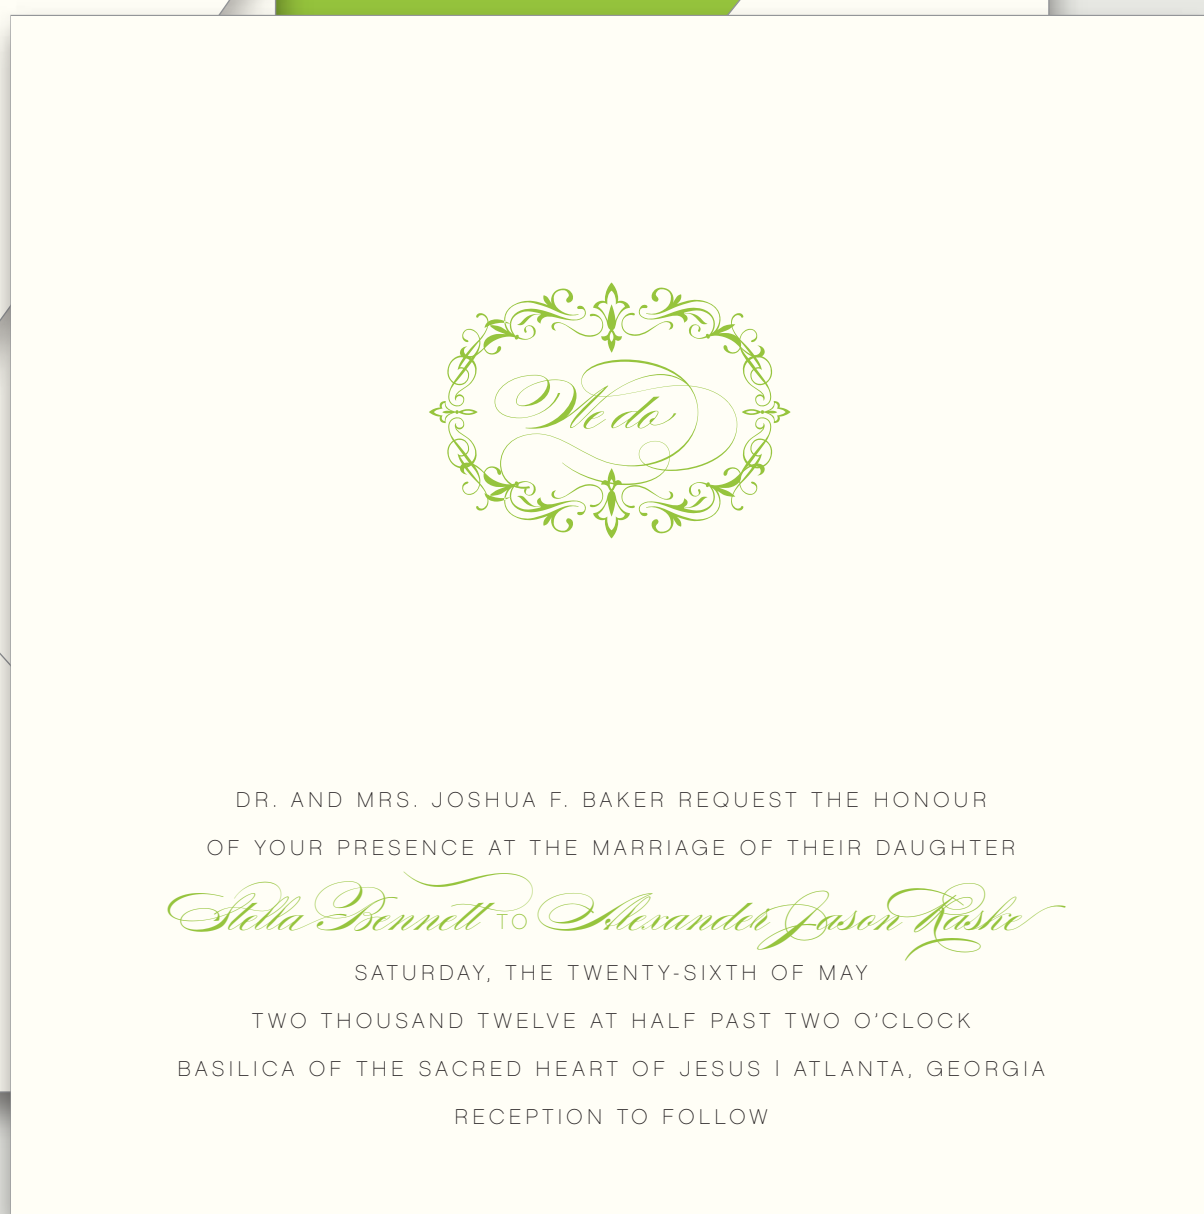 We do
DR. AND MRS. JOSHUA F. BAKER REQUEST THE HONOUR
OF YOUR PRESENCE AT THE MARRIAGE OF THEIR DAUGHTER
Stella Bennett TO Alexander Jason Raske
SATURDAY, THE TWENTY-SIXTH OF MAY
TWO THOUSAND TWELVE AT HALF PAST TWO O’CLOCK
BASILICA OF THE SACRED HEART OF JESUS | ATLANTA, GEORGIA
RECEPTION TO FOLLOW